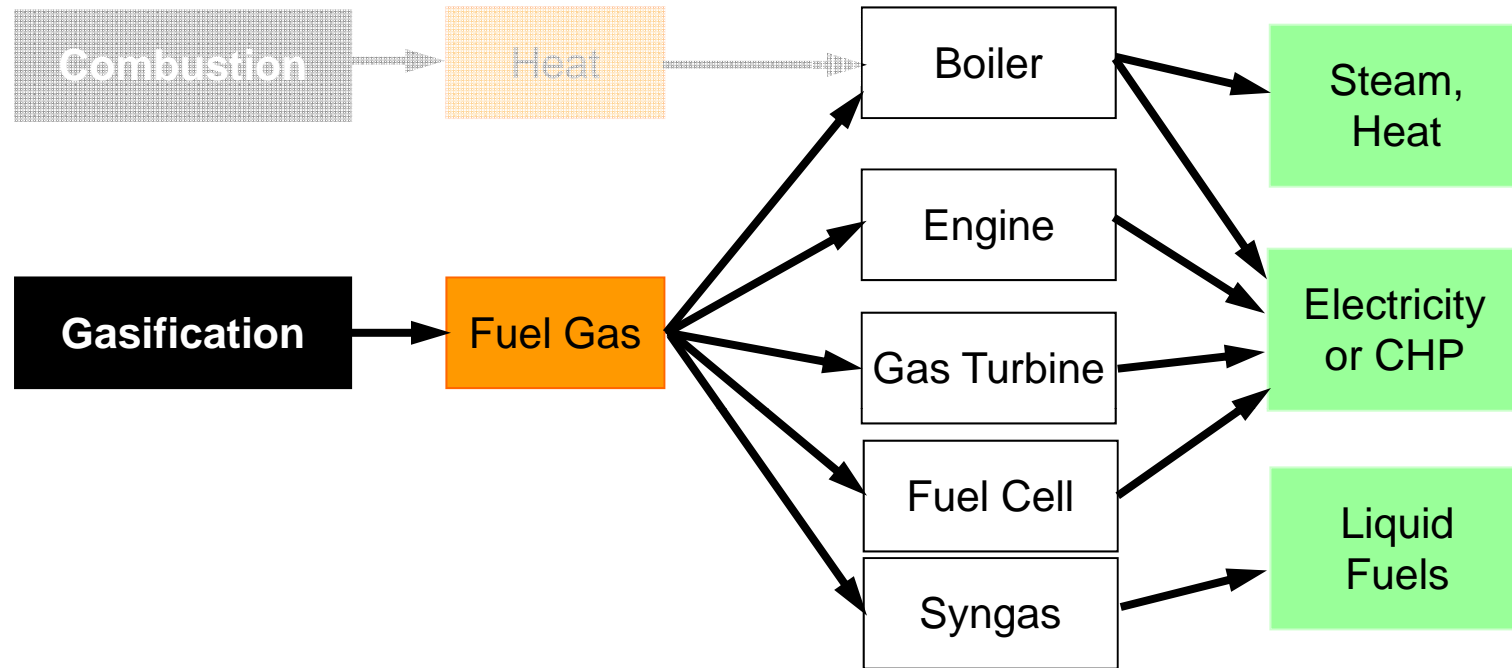 Combustion
Heat
Boiler
Steam,
Heat
Engine
Gasification
Fuel Gas
Gas Turbine
Electricity
or CHP
Fuel Cell
Syngas
Liquid
Fuels